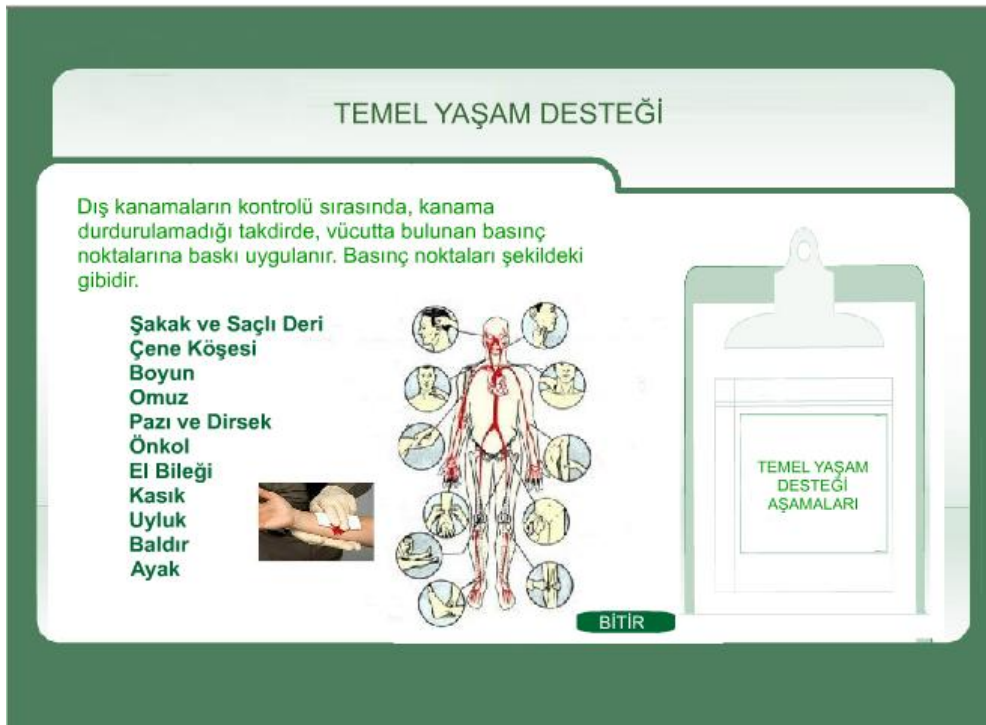 TEMEL YAŞAM DESTEĞİ
Dış kanamaların kontrolü sırasında, kanama
durdurulamadığı takdirde, vücutta bulunan basınç
noktalarına baskı uygulanır. Basınç noktaları şekildeki
gibidir.
Şakak ve Saçlı Deri
Çene Köşesi
Boyun
Omuz
Pazı ve Dirsek
Önkol
El Bileği
Kasık
Uyluk
Baldır
Ayak
TEMEL YAŞAM
DESTEĞİ
AŞAMALARI
BİTİR